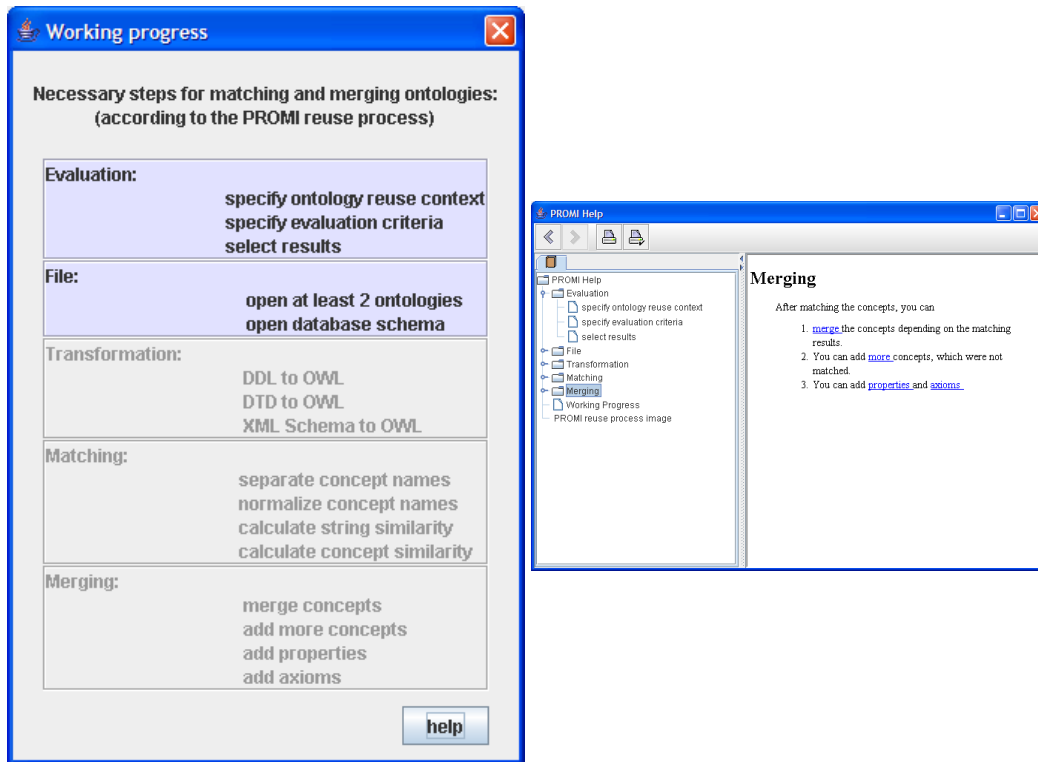 Working progress
Necessary steps for matching and merging ontologies:
(according to the PROMI reuse process)
Evaluation:
specify ontology reuse context
specify evaluation criteria
select results
File:
open at least 2 ontologies
open database schema
Transformation:
DDL to OWL
DTD to OWL
XML Schema to OWL
Matching:
separate concept names
normalize concept names
calculate string similarity
calculate concept similarity
Merging:
merge concepts
add more concepts
add properties
add axioms
help
PROMI Help
PROMI Help
Evaluation
specify ontology reuse context
specify evaluation criteria
select results
File
Transformation
Matching
Merging
Working Progress
PROMI reuse process image
Merging
After matching the concepts, you can
1. merge the concepts depending on the matching
results.
2. You can add more concepts, which were not
matched.
3. You can add properties and axioms